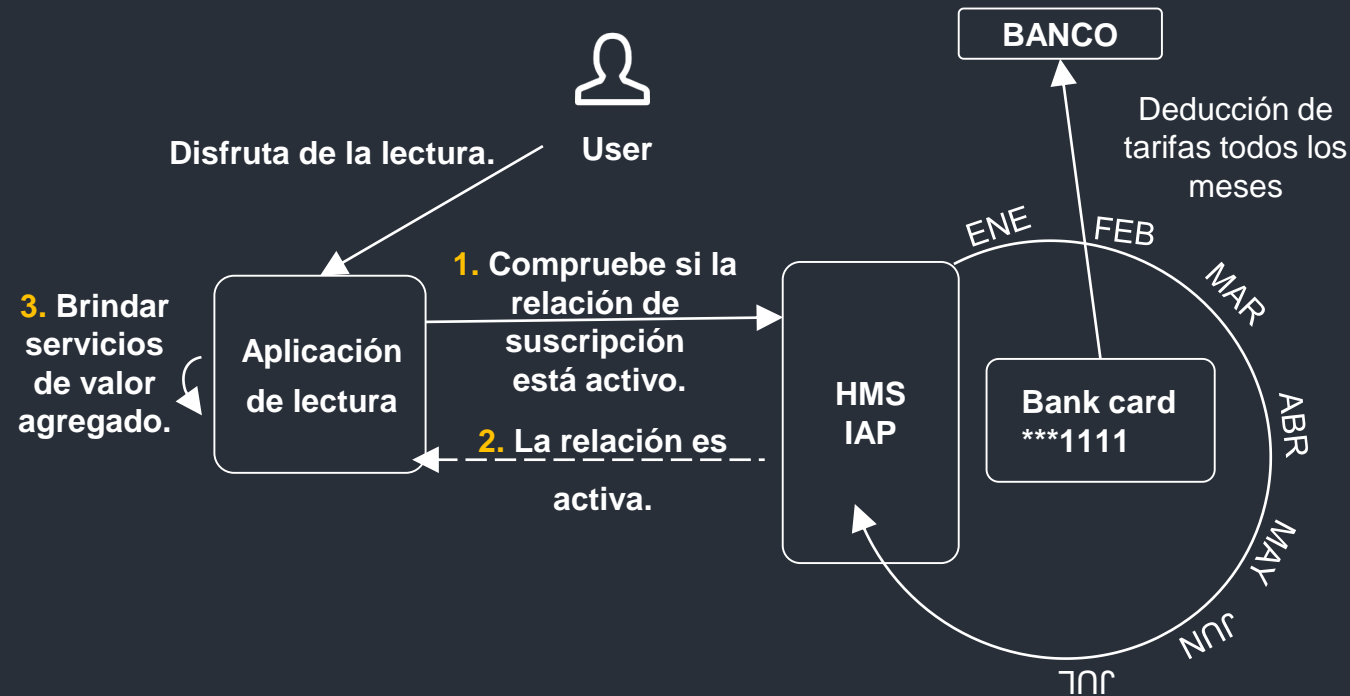 BANCO
Deducción de
tarifas todos los
meses
User
Disfruta de la lectura.
ENE
FEB
MAR
ABR
MAY
JUN
JUL
1. Compruebe si la
relación de
suscripción
está activo.
3. Brindar
servicios
de valor
agregado.
Aplicación
de lectura
HMS
IAP
Bank card
***1111
2. La relación es
activa.